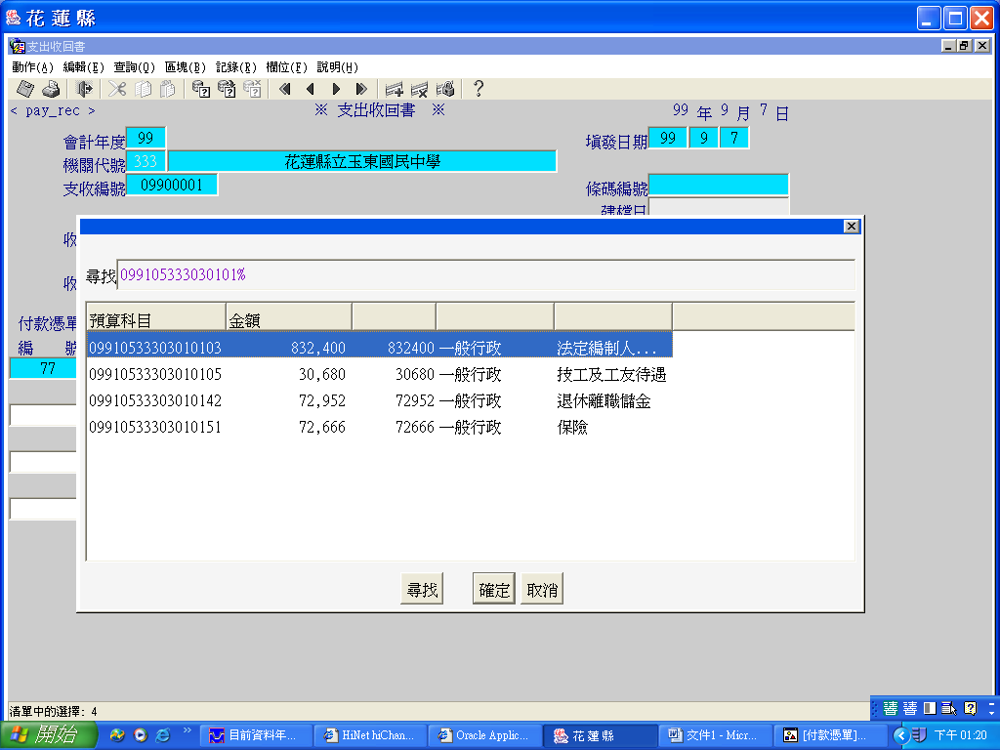 花蓮縣
支出收回書
動作(A) 編輯(E) 查詢(Q) 區塊(B) 記錄(R) 欄位(F) 說明(H)
< pay_rec > ※ 支出收回書 ※ 99 年 9 月 7 日
會計年度 99 填發日期 99 9 7
機關代號 333 花蓮縣立玉東國民中學
支收編號 09900001 條碼編號
建檔日
收
收
付款憑單
編 號
77
尋找 09910533303010​1%
預算科目 金額
09910533303010103 832,400 832400 一般行政 法定編制人...
09910533303010105 30,680 30680 一般行政 技工及工友待遇
09910533303010142 72,952 72952 一般行政 退休離職儲金
09910533303010151 72,666 72666 一般行政 保險
尋找 確定 取消
清單中的選擇: 4
開始 目前資料年... HiNet hiChan... Oracle Applic... 花蓮縣 文件1 - Micr... [付款憑單]... 下午 01:20